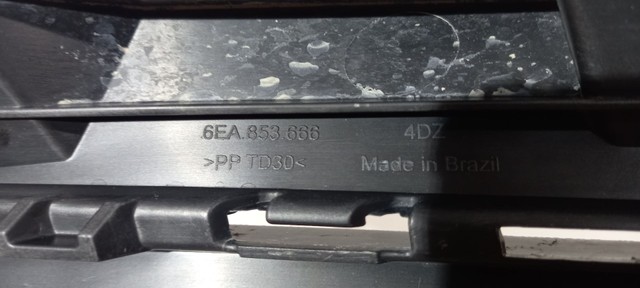 6EA.853.666 4DZ
>PP TD30< Made in Brazil